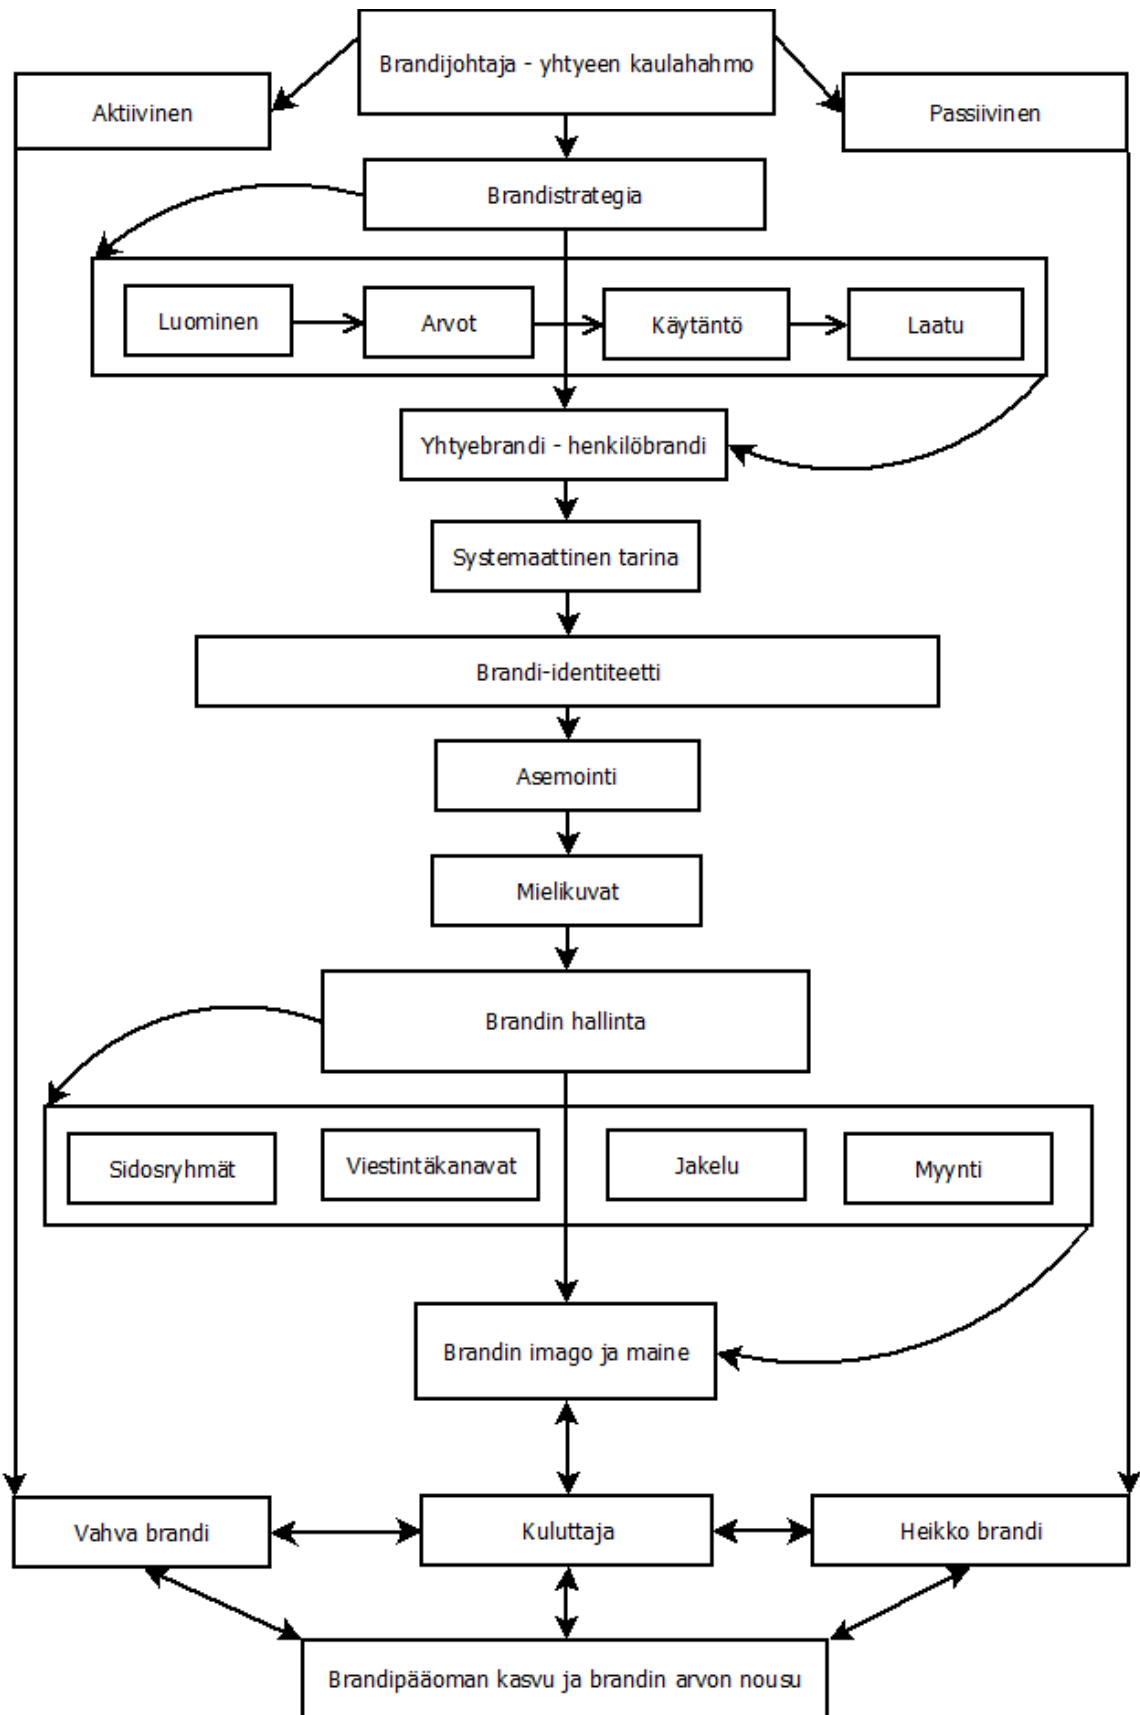 Brandijohtaja - yhtyeen kaulahahmo
Aktiivinen
Passiivinen
Brandistrategia
Luominen
Arvot
Käytäntö
Laatu
Yhtyebrandi - henkilöbrandi
Systemaattinen tarina
Brandi-identiteetti
Asemointi
Mielikuvat
Brandin hallinta
Sidosryhmät
Viestintäkanavat
Jakelu
Myynti
Brandin imago ja maine
Vahva brandi
Kuluttaja
Heikko brandi
Brandipääoman kasvu ja brandin arvon nousu